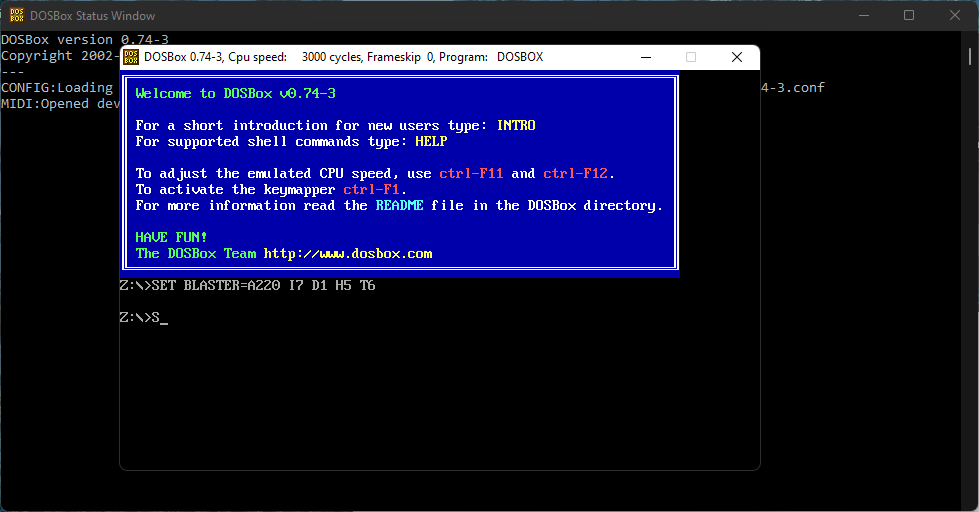 DOSBox Status Window
DOSBox version 0.74-3
Copyright 2002-
---
CONFIG:Loading
4-3.conf
MIDI:Opened dev
DOSBox 0.74-3, Cpu speed: 3000 cycles, Frameskip 0, Program: DOSBOX
Welcome to DOSBox v0.74-3
For a short introduction for new users type: INTRO
For supported shell commands type: HELP
To adjust the emulated CPU speed, use ctrl-F11 and ctrl-F12.
To activate the keymapper ctrl-F1.
For more information read the README file in the DOSBox directory.
HAVE FUN!
The DOSBox Team http://www.dosbox.com
Z:\>SET BLASTER=A220 I7 D1 H5 T6
Z:\>S_